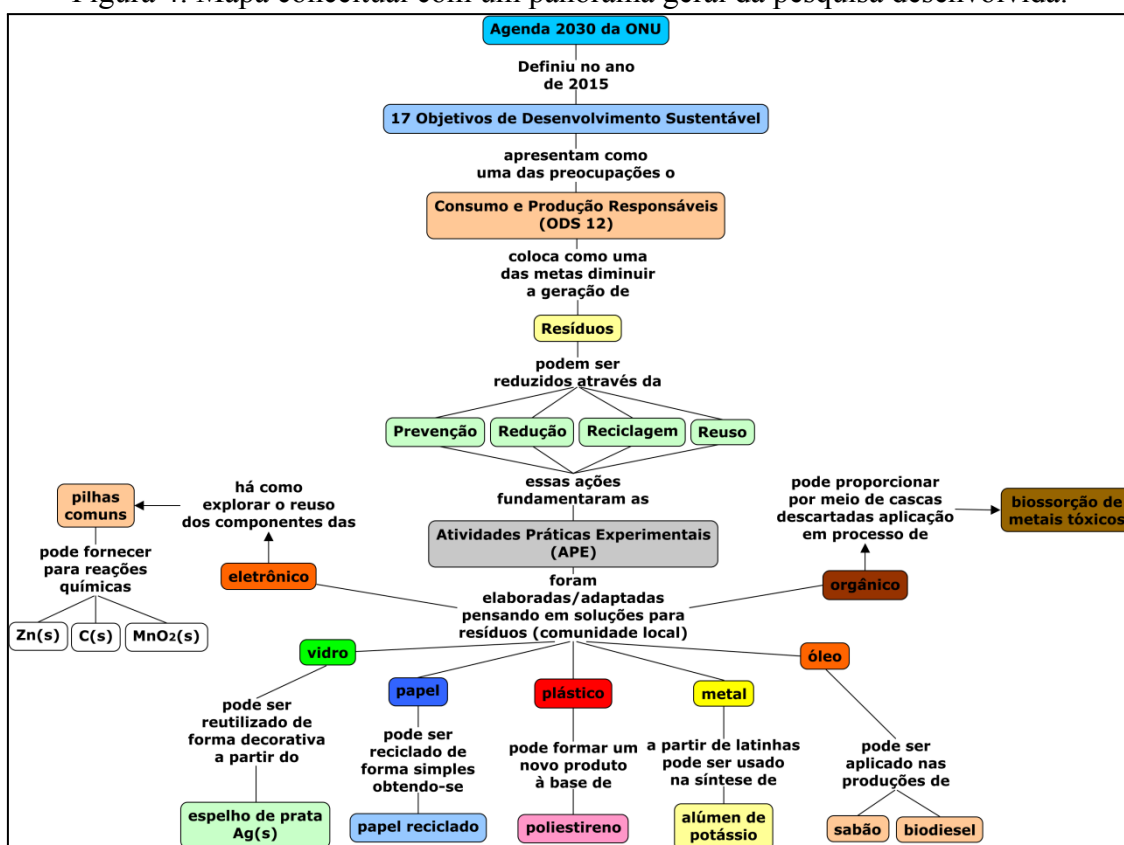 Figura 4. Mapa conceitual com um panorama geral da pesquisa desenvolvida.
Agenda 2030 da ONU
Definiu no ano
de 2015
17 Objetivos de Desenvolvimento Sustentável
apresentam como
uma das preocupações o
Consumo e Produção Responsáveis
(ODS 12)
coloca como uma
das metas diminuir
a geração de
Resíduos
podem ser
reduzidos através da
Prevenção
Redução
Reciclagem
Reuso
essas ações
fundamentaram as
Atividades Práticas Experimentais
(APE)
foram
elaboradas/adaptadas
pensando em soluções para
resíduos (comunidade local)
eletrônico
há como
explorar o reuso
dos componentes das
pilhas
comuns
pode fornecer
para reações
químicas
Zn(s)
C(s)
MnO2(s)
orgânico
pode proporcionar
por meio de cascas
descartadas aplicação
em processo de
biossorção de
metais tóxicos
vidro
pode ser
reutilizado de
forma decorativa
a partir do
espelho de prata
Ag(s)
papel
pode ser
reciclado de
forma simples
obtendo-se
papel reciclado
plástico
pode formar um
novo produto
à base de
poliestireno
metal
a partir de latinhas
pode ser usado
na síntese de
alúmen de
potássio
óleo
pode ser
aplicado nas
produções de
sabão
biodiesel